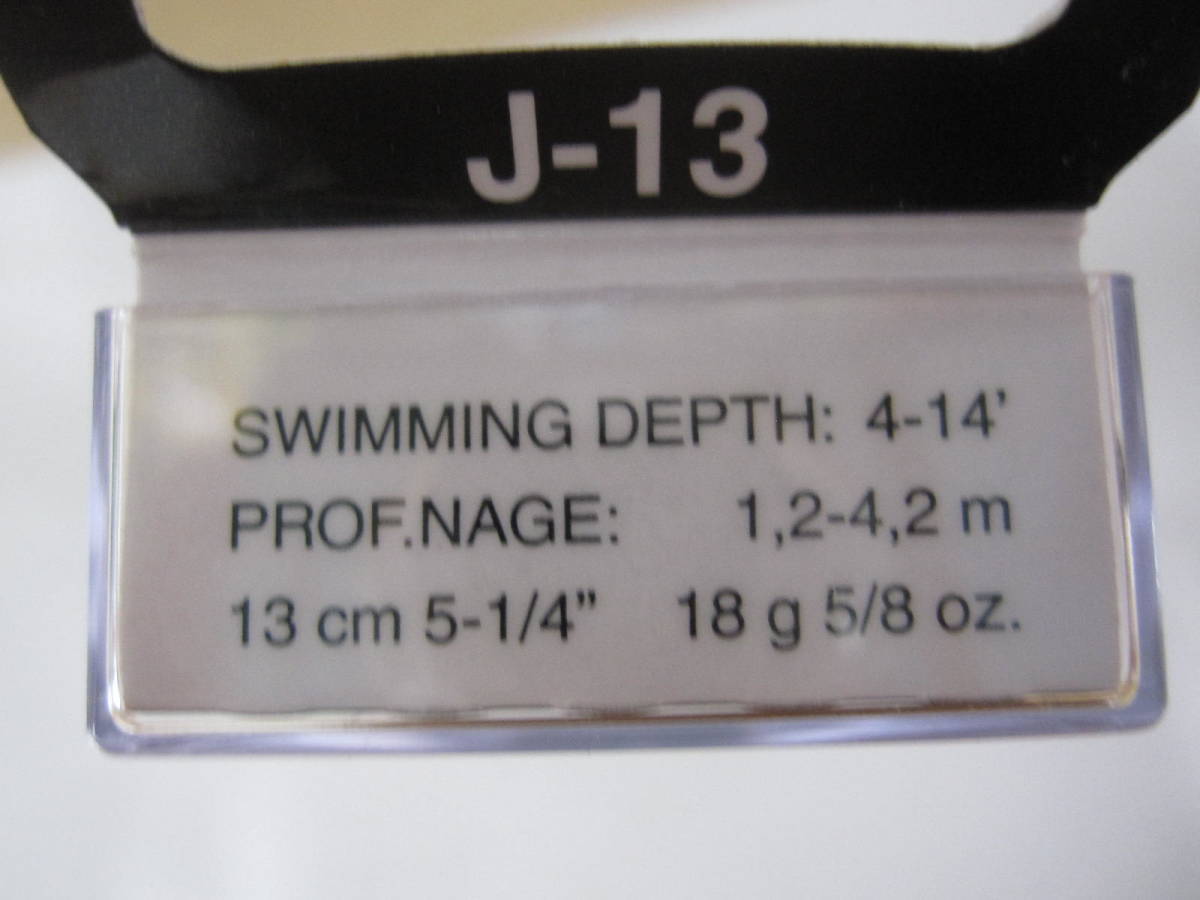 J-13
SWIMMING DEPTH: 4-14’
PROF.NAGE: 1,2-4,2 m
13 cm 5-1/4” 18 g 5/8 oz.